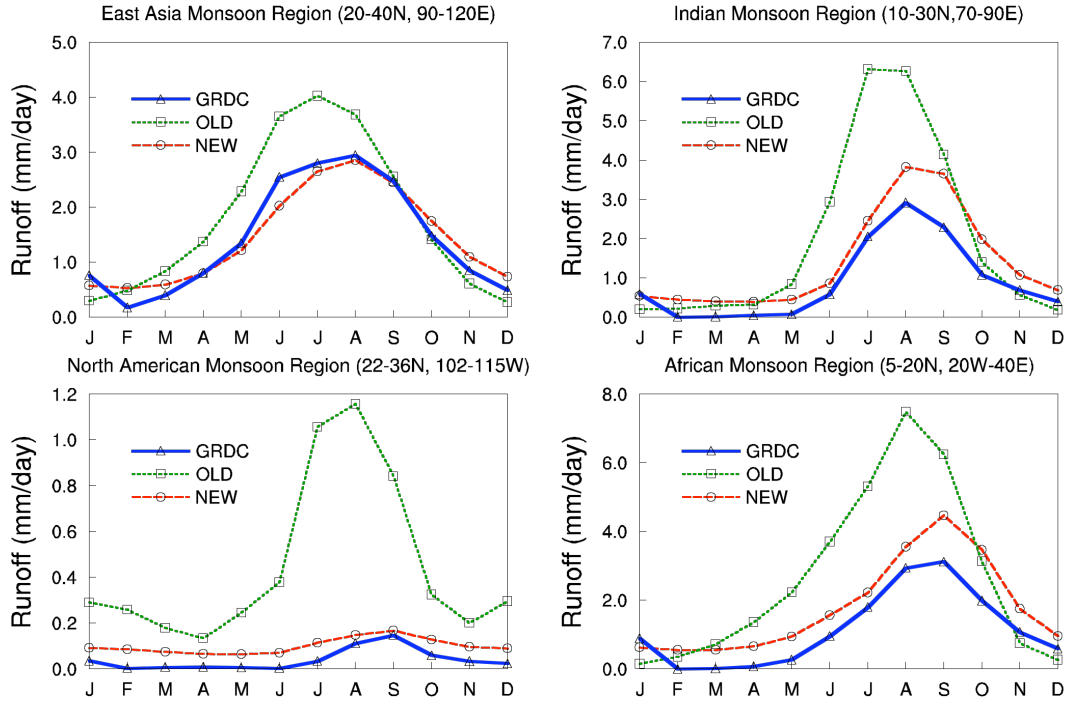 East Asia Monsoon Region (20-40N, 90-120E)
5.0
4.0
3.0
2.0
1.0
0.0
Runoff (mm/day)
GRDC
OLD
NEW
J F M A M J J A S O N D
Indian Monsoon Region (10-30N,70-90E)
7.0
6.0
5.0
4.0
3.0
2.0
1.0
0.0
Runoff (mm/day)
GRDC
OLD
NEW
J F M A M J J A S O N D
North American Monsoon Region (22-36N, 102-115W)
1.2
1.0
0.8
0.6
0.4
0.2
0.0
Runoff (mm/day)
GRDC
OLD
NEW
J F M A M J J A S O N D
African Monsoon Region (5-20N, 20W-40E)
8.0
6.0
4.0
2.0
0.0
Runoff (mm/day)
GRDC
OLD
NEW
J F M A M J J A S O N D